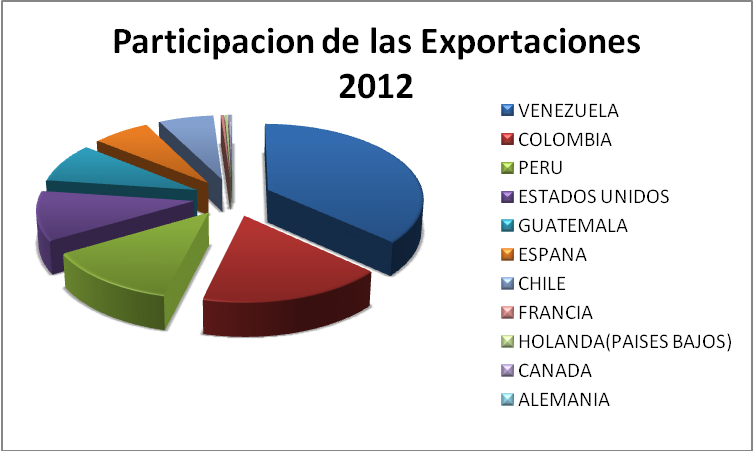 Participacion de las Exportaciones
2012
VENEZUELA
COLOMBIA
PERU
ESTADOS UNIDOS
GUATEMALA
ESPANA
CHILE
FRANCIA
HOLANDA(PAISES BAJOS)
CANADA
ALEMANIA